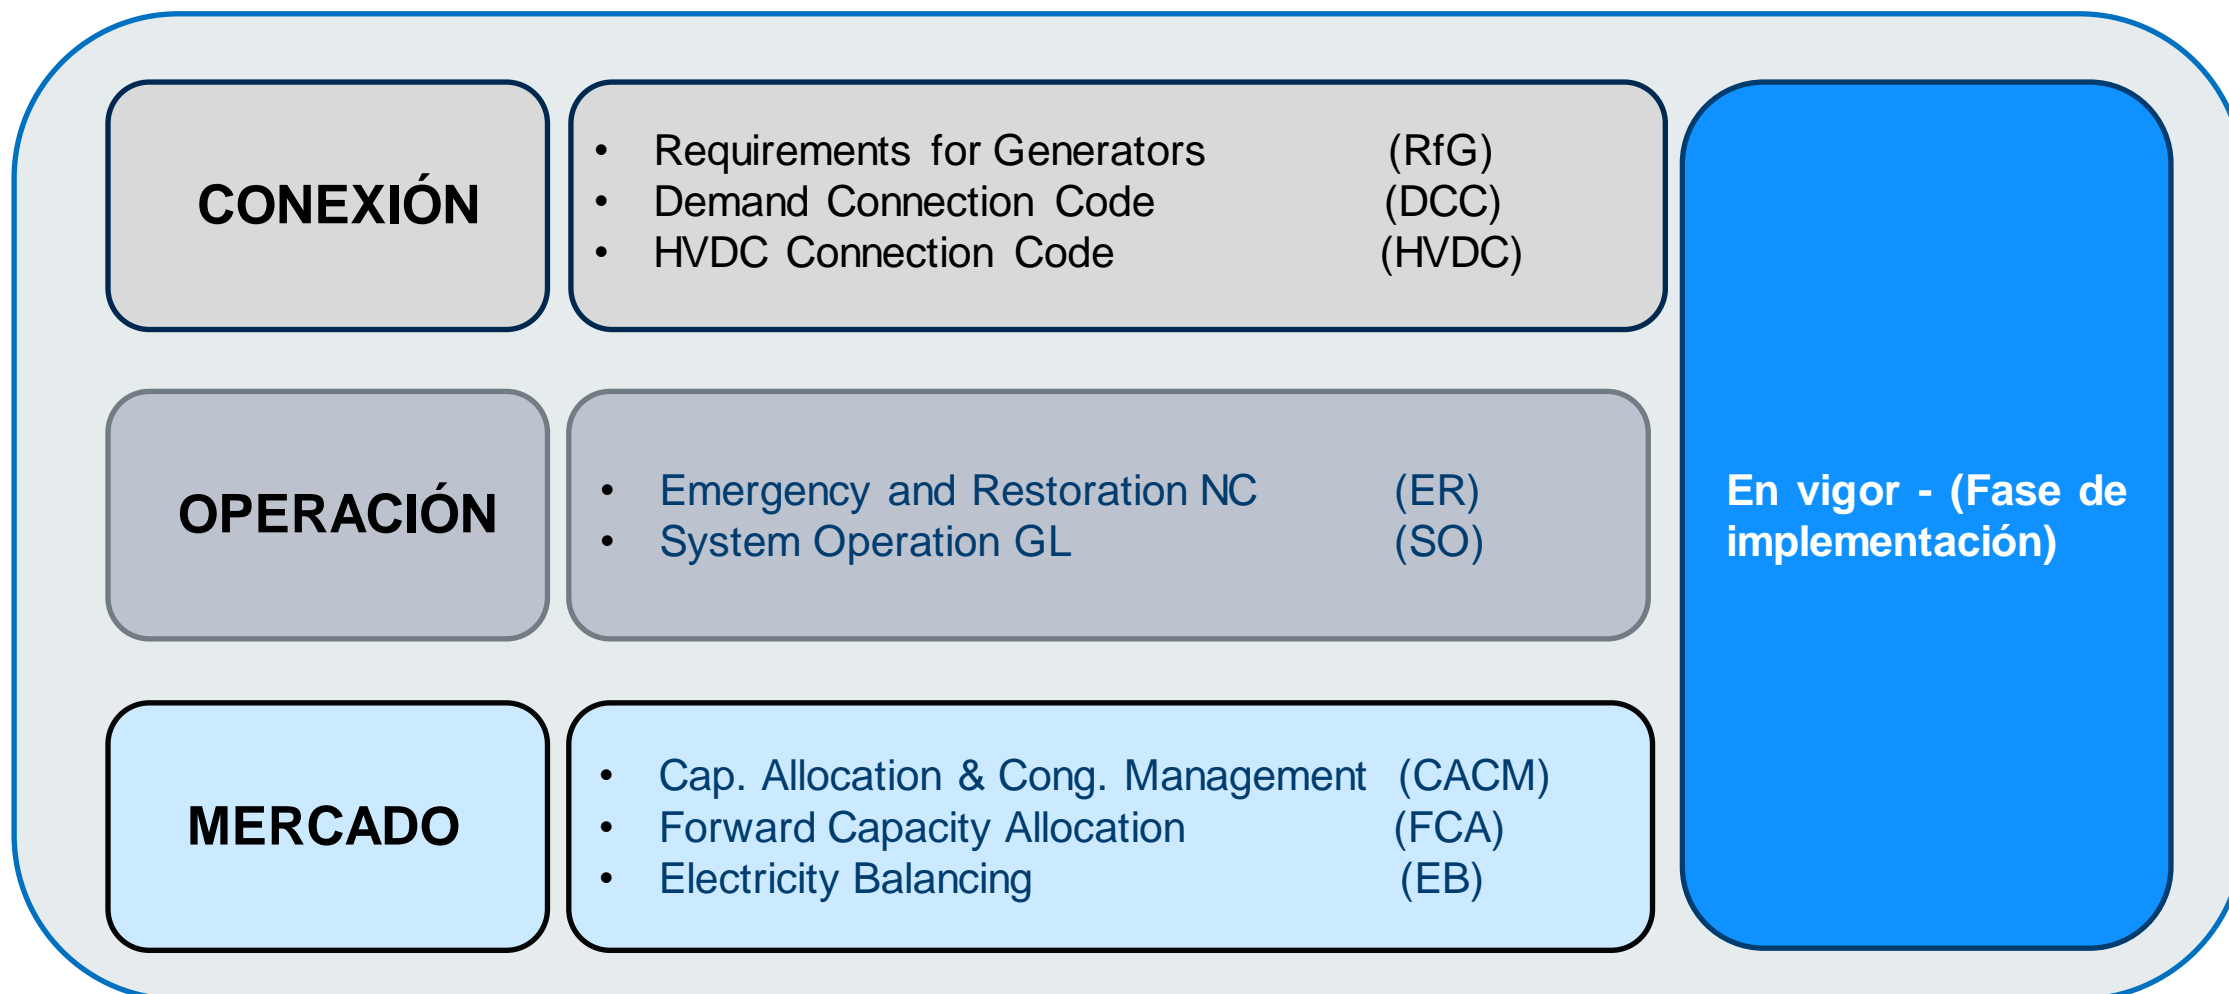 CONEXIÓN
• Requirements for Generators (RfG)
• Demand Connection Code (DCC)
• HVDC Connection Code (HVDC)
OPERACIÓN
• Emergency and Restoration NC (ER)
• System Operation GL (SO)
MERCADO
• Cap. Allocation & Cong. Management (CACM)
• Forward Capacity Allocation (FCA)
• Electricity Balancing (EB)
En vigor - (Fase de
implementación)